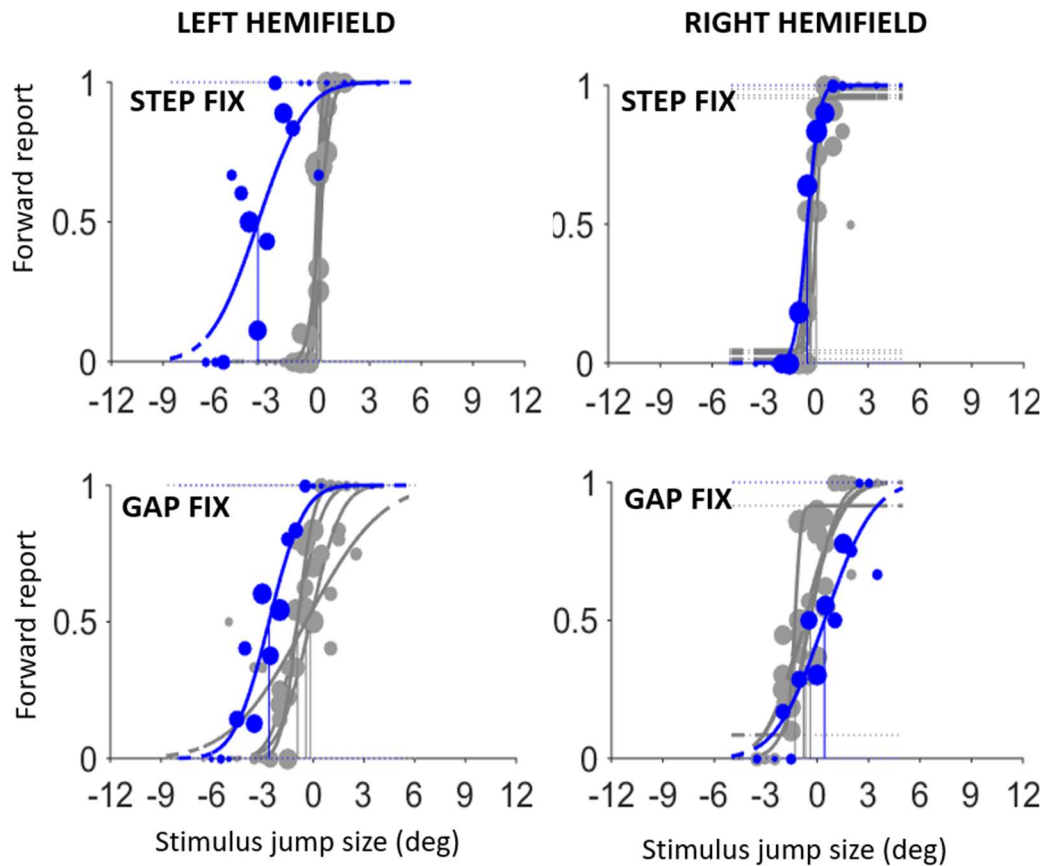 LEFT HEMIFIELD
RIGHT HEMIFIELD
Forward report
1
0.5
0
STEP FIX
-12 -9 -6 -3 0 3 6 9 12
1
0.5
0
STEP FIX
-12 -9 -6 -3 0 3 6 9 12
Forward report
1
0.5
0
GAP FIX
-12 -9 -6 -3 0 3 6 9 12
Stimulus jump size (deg)
1
0.5
0
GAP FIX
-12 -9 -6 -3 0 3 6 9 12
Stimulus jump size (deg)